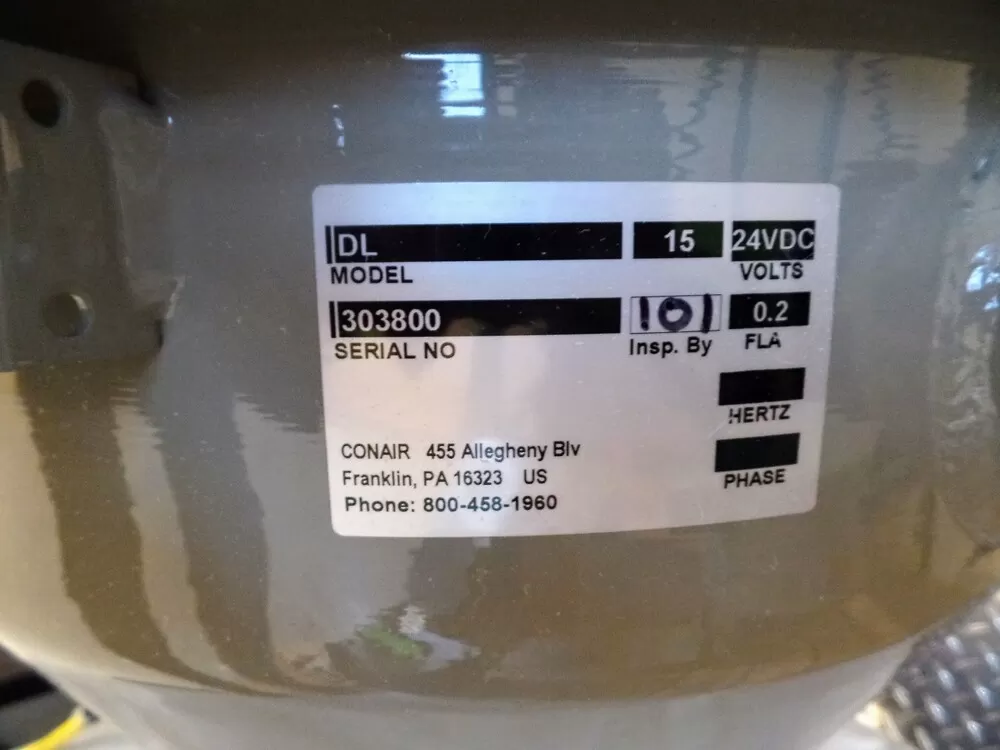 DL 15 24VDC
MODEL VOLTS
303800 101 0.2
SERIAL NO Insp. By FLA
HERTZ
CONAIR 455 Allegheny Blv
Franklin, PA 16323 US
PHASE
Phone: 800-458-1960